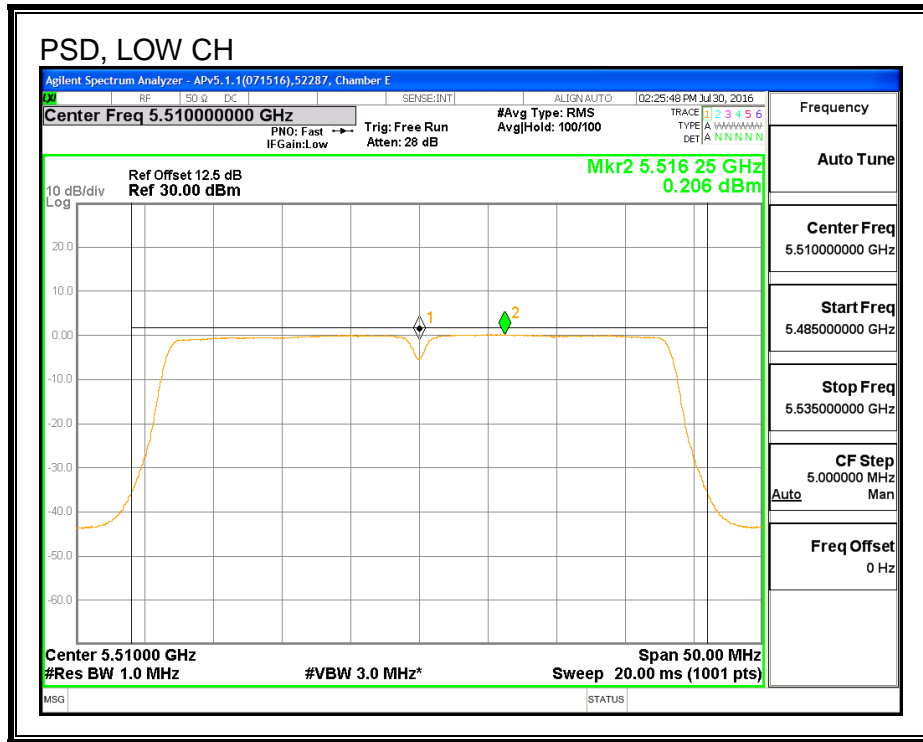 PSD, LOW CH
Agilent Spectrum Analyzer - APv5.1.1(071516),52287, Chamber E
LXI RF 50 Ω DC SENSE:INT ALIGN AUTO 02:25:48 PM Jul 30, 2016
Center Freq 5.510000000 GHz
PNO: Fast
IFGain:Low
Trig: Free Run
Atten: 28 dB
#Avg Type: RMS
Avg|Hold: 100/100
TRACE 1 2 3 4 5 6
TYPE A WWWWW
DET A N N N N N
Ref Offset 12.5 dB
Ref 30.00 dBm
10 dB/div
Log
Mkr2 5.516 25 GHz
0.206 dBm
20.0
10.0
0.00
-10.0
-20.0
-30.0
-40.0
-50.0
-60.0
1
2
Center 5.51000 GHz
Span 50.00 MHz
#Res BW 1.0 MHz
#VBW 3.0 MHz*
Sweep 20.00 ms (1001 pts)
MSG
STATUS
Frequency
Auto Tune
Center Freq
5.510000000 GHz
Start Freq
5.485000000 GHz
Stop Freq
5.535000000 GHz
CF Step
5.000000 MHz
Auto Man
Freq Offset
0 Hz